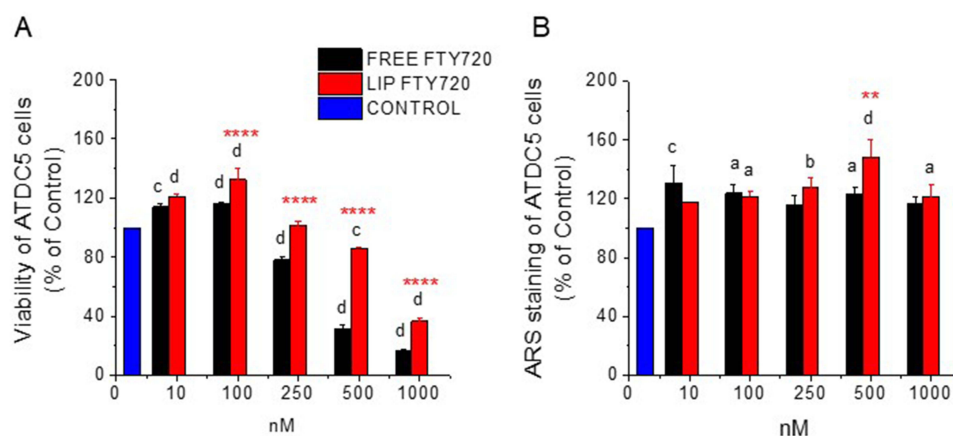 A
FREE FTY720
LIP FTY720
CONTROL
Viability of ATDC5 cells
(% of Control)
200
160
120
80
40
0
c
d
d
****
d
d
****
d
****
c
d
****
d
0
10
100
250
500
1000
nM
B
ARS staining of ATDC5 cells
(% of Control)
200
160
120
80
40
0
c
a
a
b
a
**
d
a
0
10
100
250
500
1000
nM